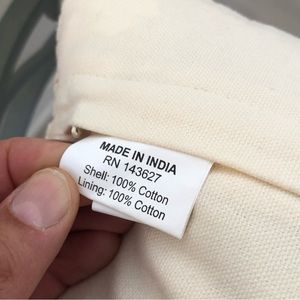 MADE IN INDIA
RN 143627
Shell: 100% Cotton
Lining: 100% Cotton